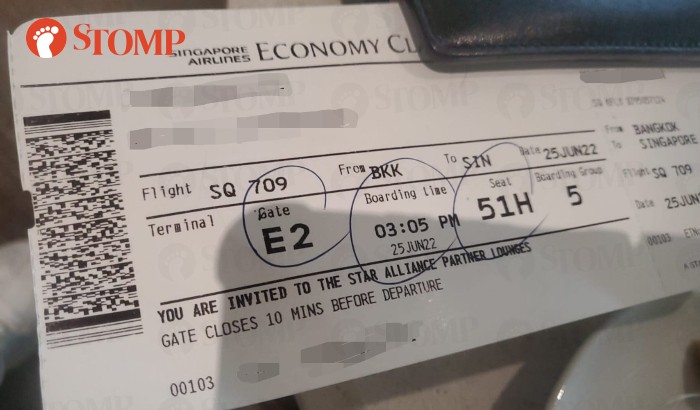 STOMP
SINGAPORE AIRLINES ECONOMY CL
From BANGKOK
To SINGAPORE
Flight SQ 709 From BKK To SIN Date 25JUN22
Flight SQ 709
Terminal Gate Boarding time Seat Boarding Group
E2 03:05 PM 51H 5
25JUN22
Date 25JUN
YOU ARE INVITED TO THE STAR ALLIANCE PARTNER LOUNGES
GATE CLOSES 10 MINS BEFORE DEPARTURE
00103
00103